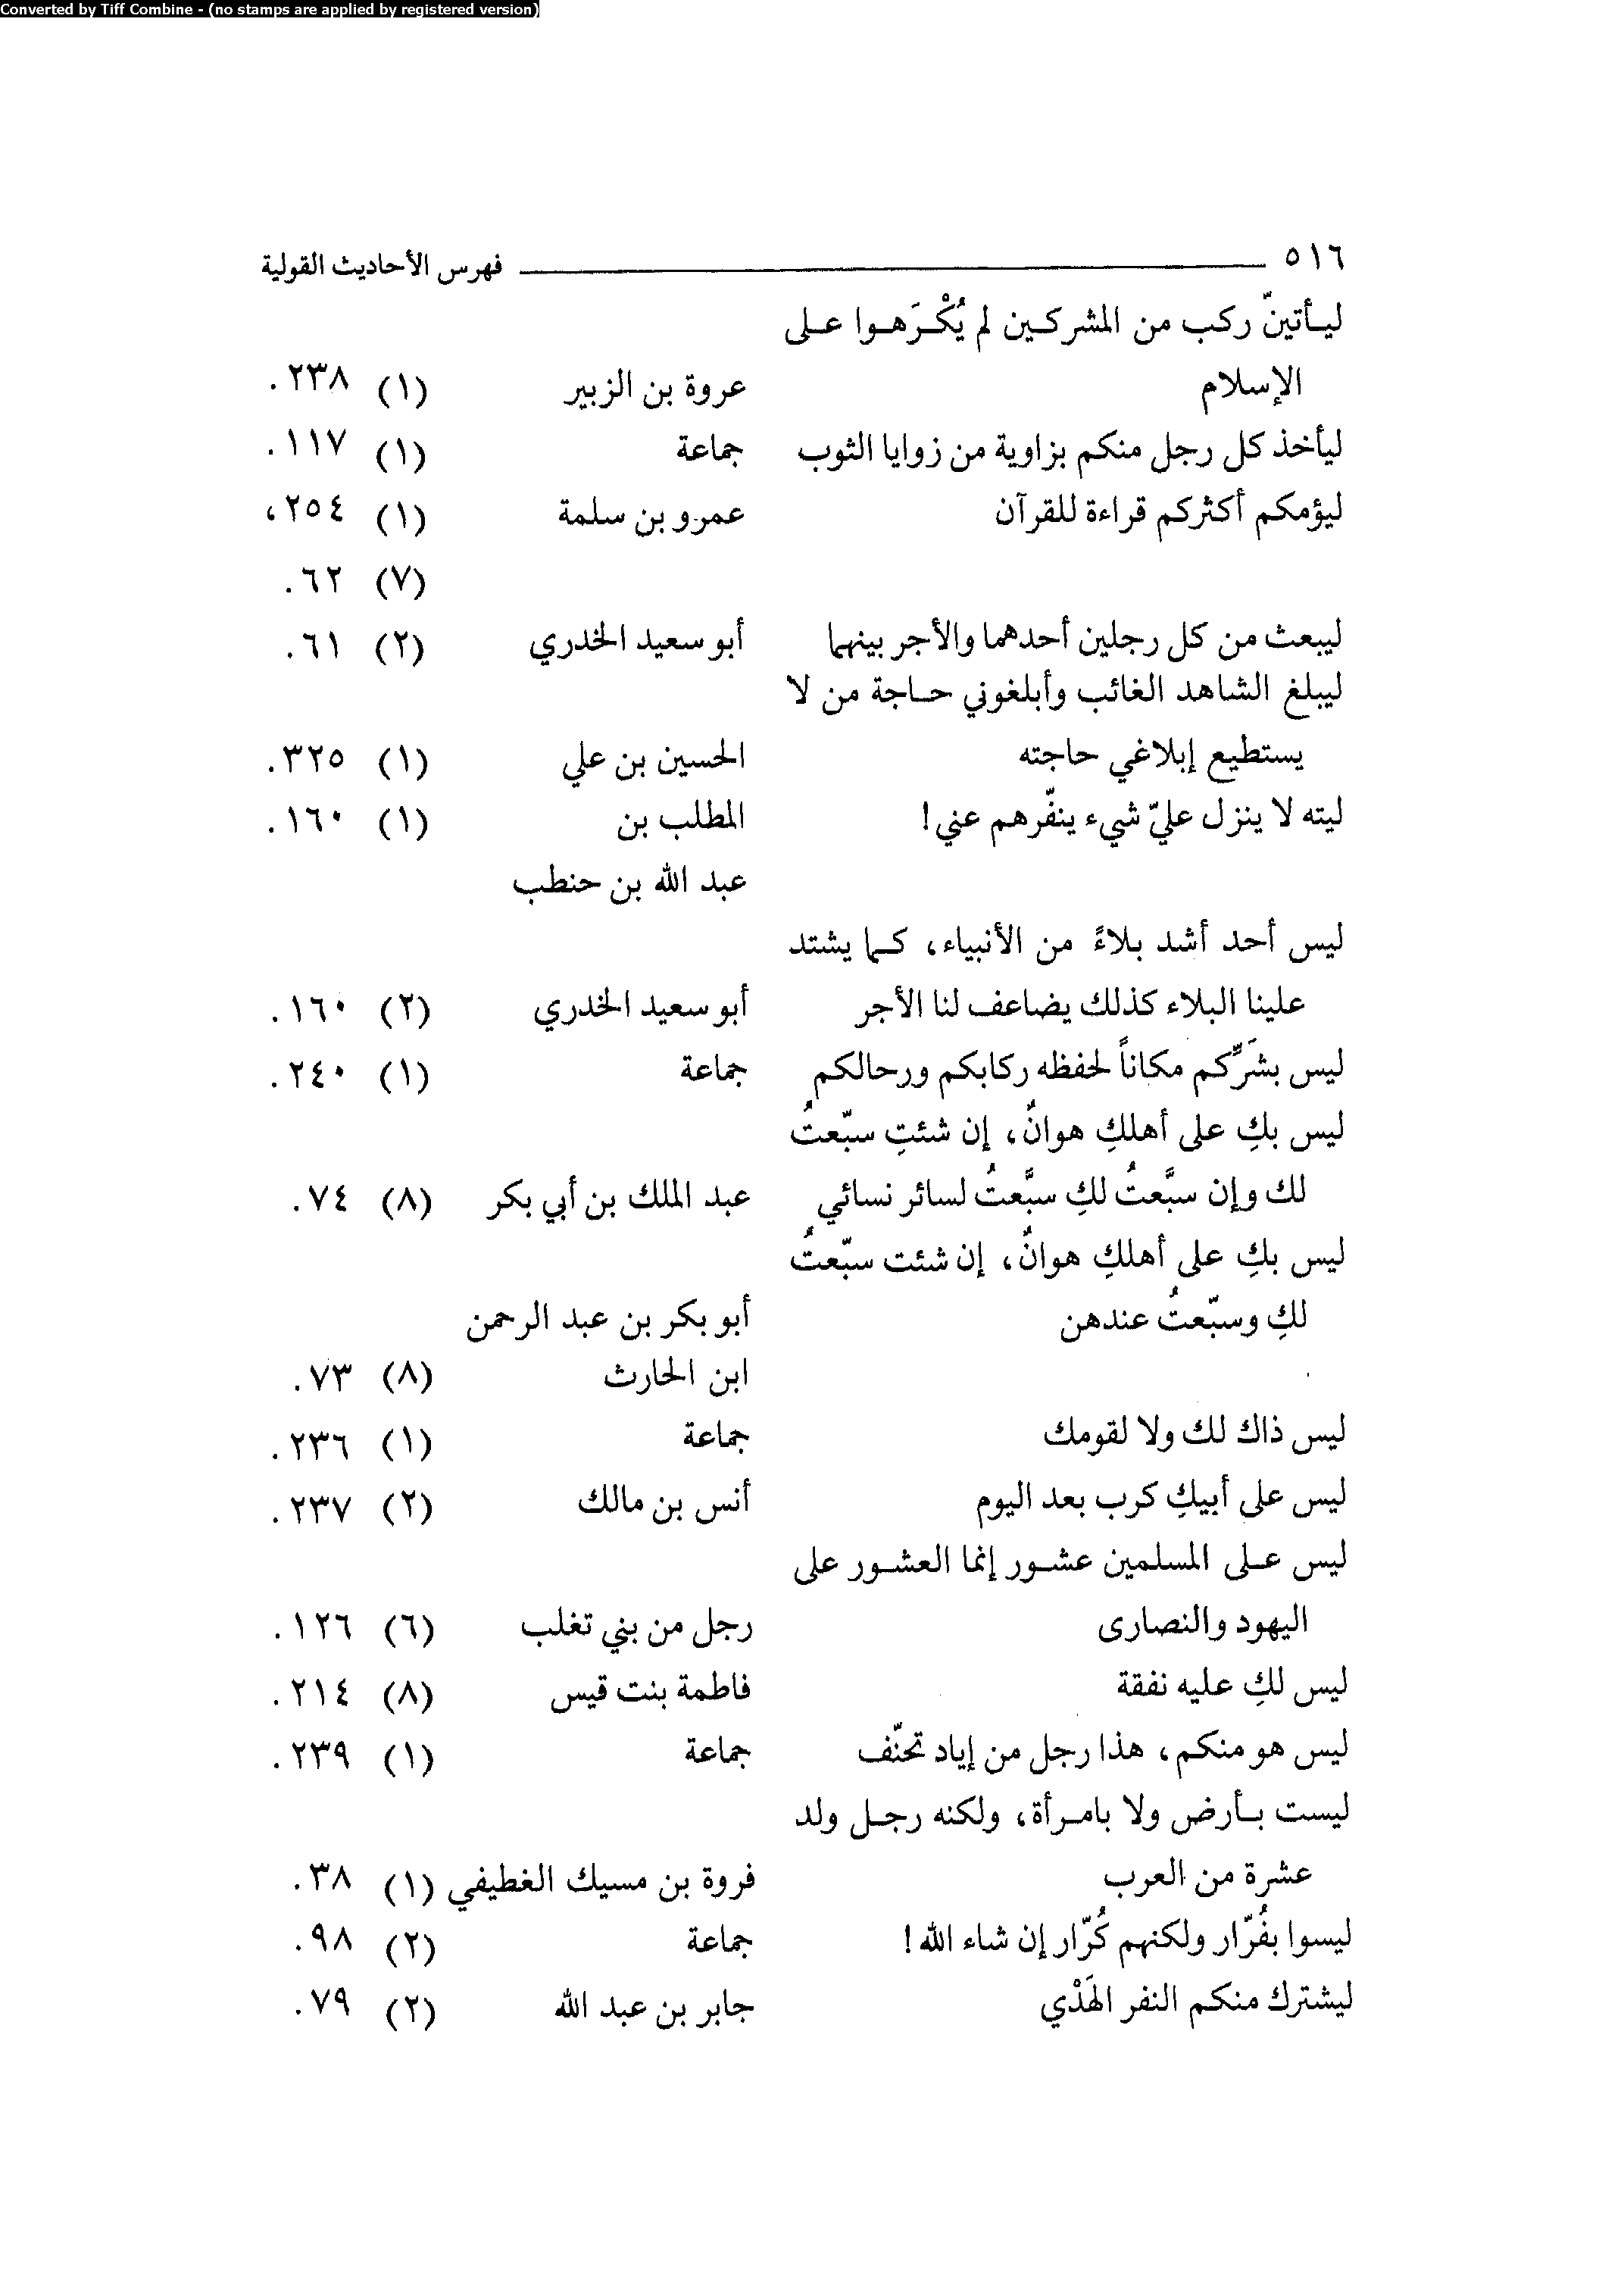 Converted by Tiff Combine - (no stamps are applied by registered version)
٥١٦ فهرس الأحاديث القولية
ليأتينّ ركب من المشركين لم يُكْرَهوا على
الإسلام عروة بن الزبير (١) ٢٣٨.
ليأخذ كل رجل منكم بزاوية من زوايا الثوب جماعة (١) ١١٧.
ليؤمكم أكثركم قراءة للقرآن عمرو بن سلمة (١) ٢٥٤،
(٧) ٦٢.
ليبعث من كل رجلين أحدهما والأجر بينهما أبو سعيد الخدري (٢) ٦١.
ليبلغ الشاهد الغائب وأبلغوني حاجة من لا
يستطيع إبلاغي حاجته الحسين بن علي (١) ٣٢٥.
ليته لا ينزل عليّ شيء ينفّرهم عني! المطلب بن (١) ١٦٠.
عبد الله بن حنطب
ليس أحد أشد بلاءً من الأنبياء، كما يشتد
علينا البلاء كذلك يضاعف لنا الأجر أبو سعيد الخدري (٢) ١٦٠.
ليس بشَرِّكم مكاناً لحفظه ركابكم ورحالكم جماعة (١) ٢٤٠.
ليس بكِ على أهلكِ هوانٌ، إن شئتِ سبّعتُ
لك وإن سبَّعتُ لكِ سبَّعتُ لسائر نسائي عبد الملك بن أبي بكر (٨) ٧٤.
ليس بكِ على أهلكِ هوانٌ، إن شئت سبّعتُ
لكِ وسبّعتُ عندهن أبو بكر بن عبد الرحمن
ابن الحارث (٨) ٧٣.
ليس ذاك لك ولا لقومك جماعة (١) ٢٣٦.
ليس على أبيكِ كرب بعد اليوم أنس بن مالك (٢) ٢٣٧.
ليس على المسلمين عشور إنما العشور على
اليهود والنصارى رجل من بني تغلب (٦) ١٢٦.
ليس لكِ عليه نفقة فاطمة بنت قيس (٨) ٢١٤.
ليس هو منكم، هذا رجل من إياد تحنّف جماعة (١) ٢٣٩.
ليست بأرض ولا بامرأة، ولكنه رجل ولد
عشرة من العرب فروة بن مسيك الغطيفي (١) ٣٨.
ليسوا بفُرّار ولكنهم كُرّار إن شاء الله! جماعة (٢) ٩٨.
ليشترك منكم النفر الهَدْي جابر بن عبد الله (٢) ٧٩.